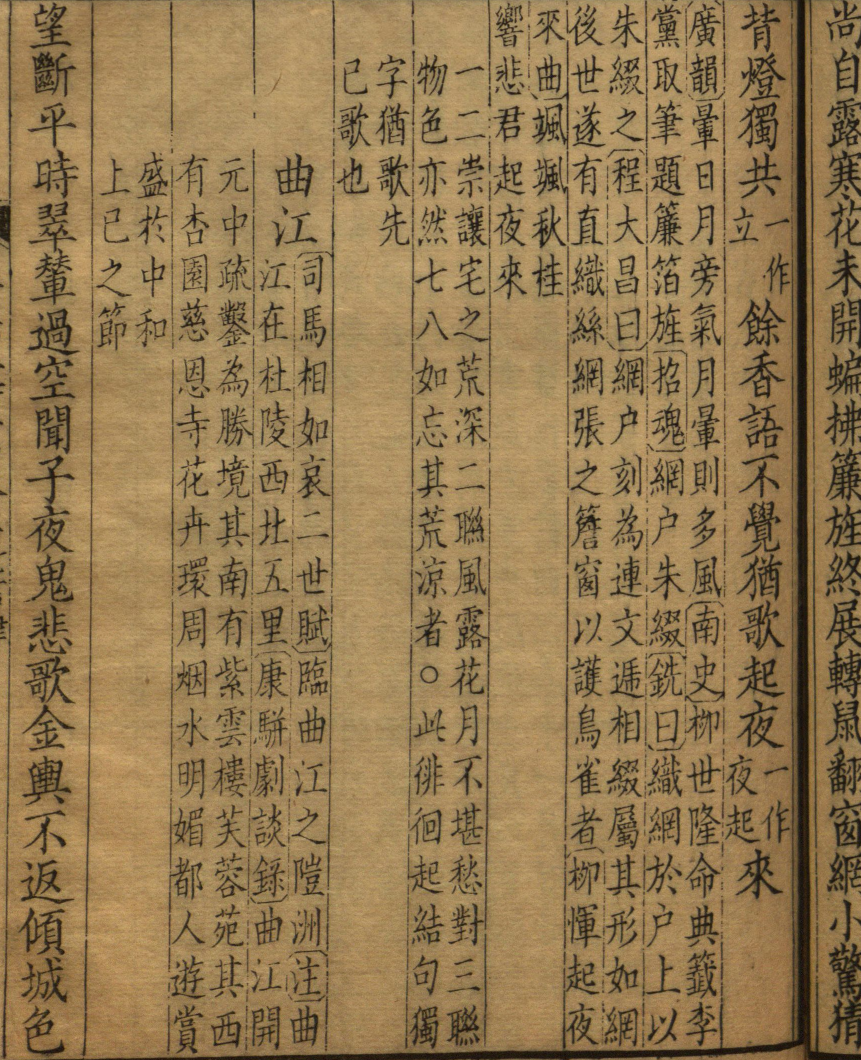 尚自露寒花未開蝙拂簾旌終展轉鼠翻窗網小驚猜
背燈獨共一作立餘香語不覺猶歌起夜一作夜起來
廣韻暈日月旁氣月暈則多風南史柳世隆命典籤李
黨取筆題簾箔旌招魂網户朱綴銑曰織網於户上以
朱綴之程大昌曰網户刻為連文逓相綴屬其形如網
後世遂有直織絲網張之簷窗以護鳥雀者柳惲起夜
來曲颯颯秋桂
響悲君起夜來
一二崇讓宅之荒深二聯風露花月不堪愁對三聯
物色亦然七八如忘其荒涼者○此徘徊起結句獨
字猶歌先
已歌也
曲江
司馬相如哀二世賦臨曲江之隑洲注曲
江在杜陵西北五里康駢劇談錄曲江開
元中疏鑿為勝境其南有紫雲樓芙蓉苑其西
有杏園慈恩寺花卉環周烟水明媚都人遊賞
盛於中和
上巳之節
望斷平時翠輦過空聞子夜鬼悲歌金輿不返傾城色